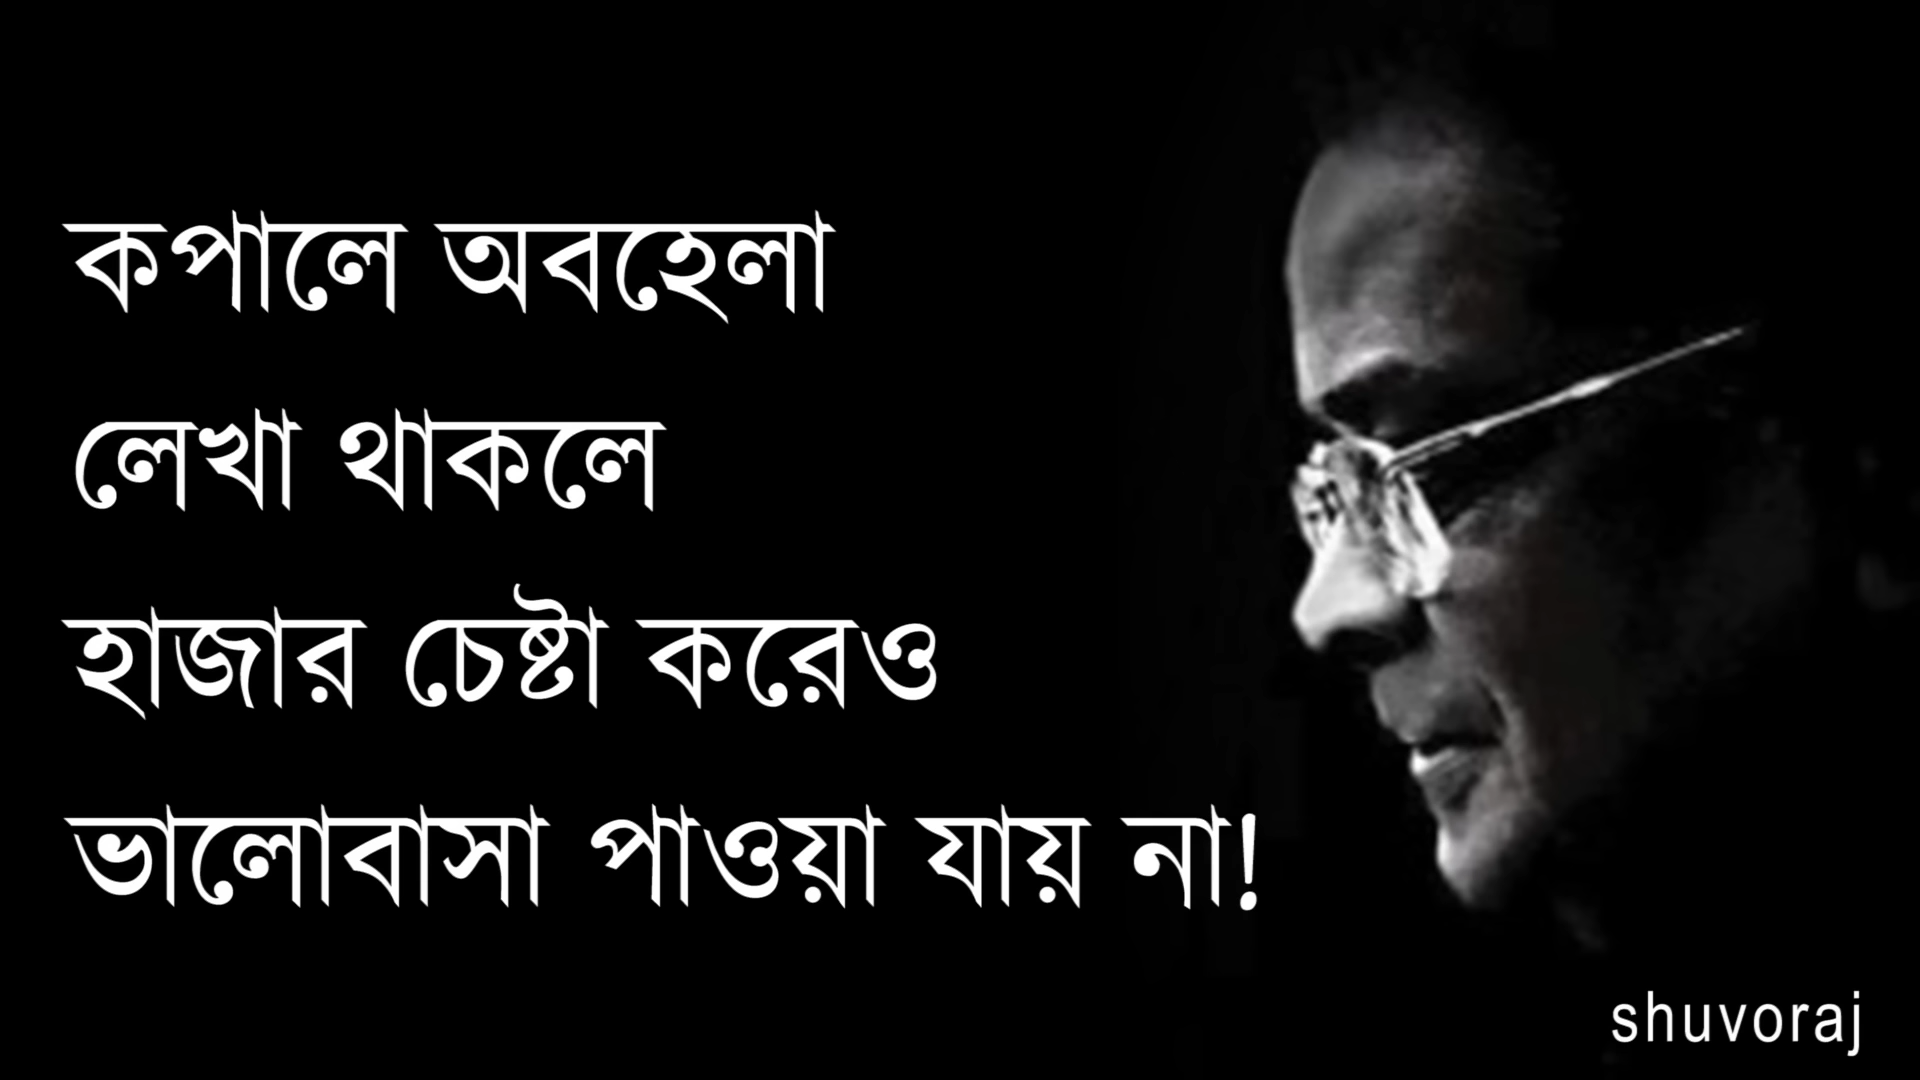 কপালে অবহেলা
লেখা থাকলে
হাজার চেষ্টা করেও
ভালোবাসা পাওয়া যায় না!
shuvoraj